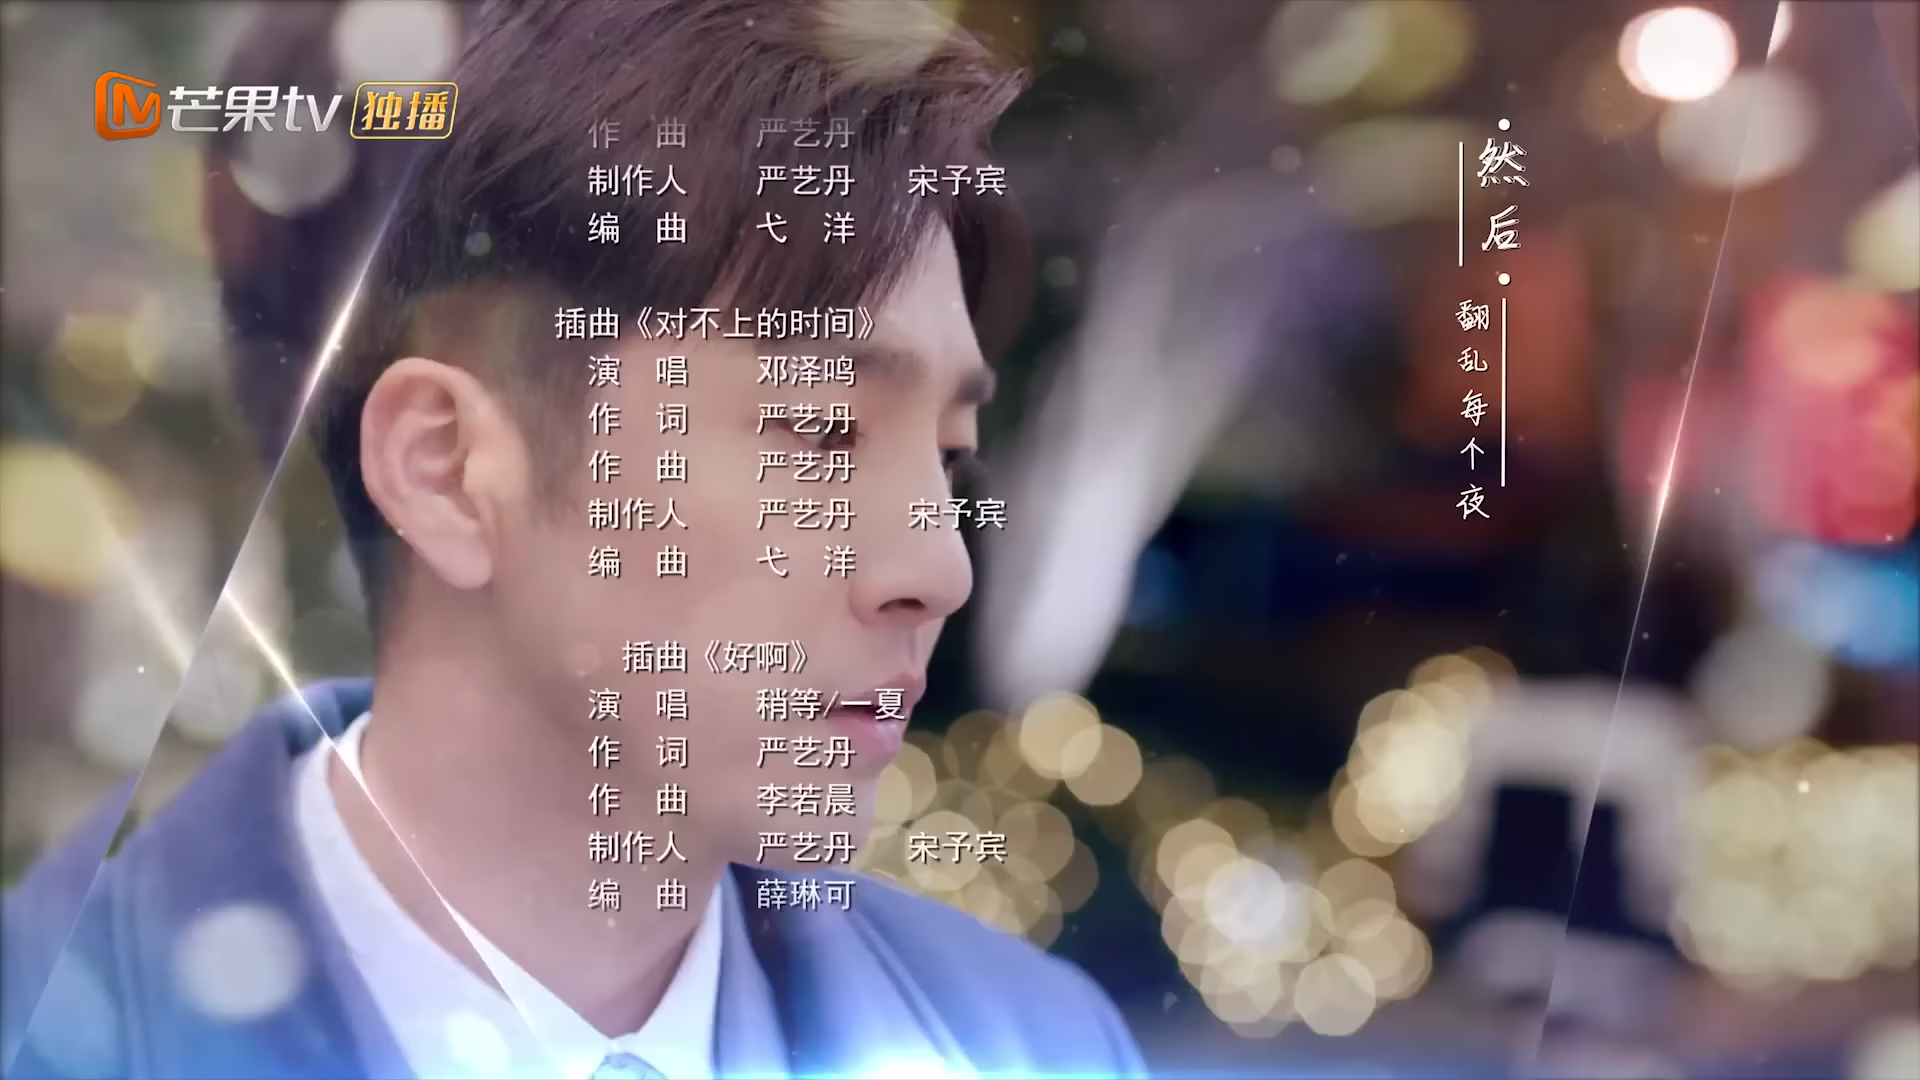 芒果tv 独播
作 曲 严艺丹
制作人 严艺丹 宋予宾
编 曲 弋 洋
插曲《对不上的时间》
演 唱 邓泽鸣
作 词 严艺丹
作 曲 严艺丹
制作人 严艺丹 宋予宾
编 曲 弋 洋
插曲《好啊》
演 唱 稍等/一夏
作 词 严艺丹
作 曲 李若晨
制作人 严艺丹 宋予宾
编 曲 薛琳可
然后
翻乱每个夜